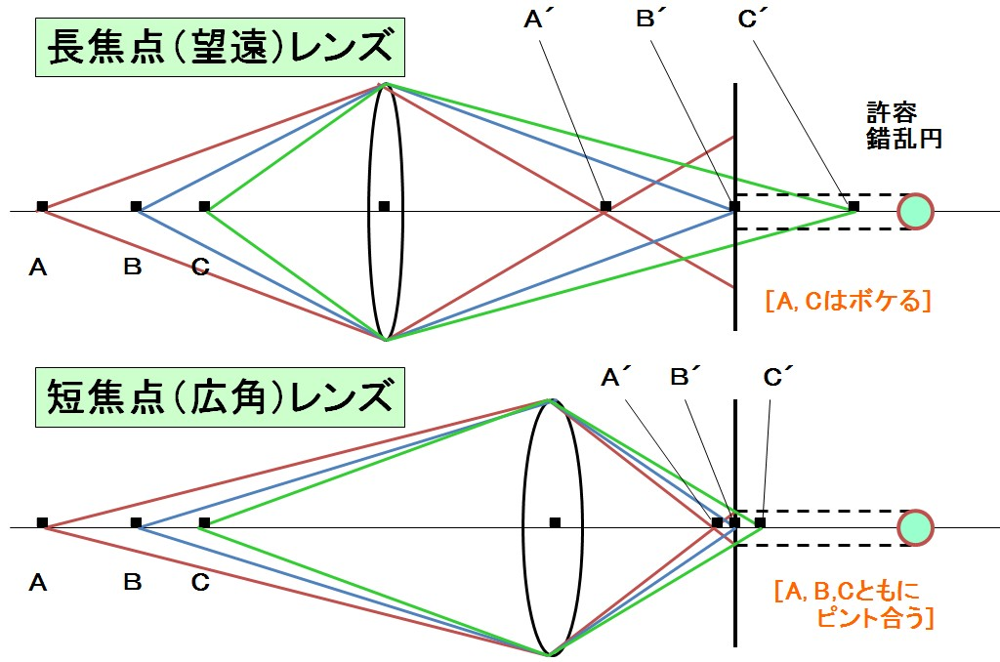 長焦点（望遠）レンズ
A´ B´ C´
許容
錯乱円
A B C
［A, Cはボケる］
短焦点（広角）レンズ
A´ B´ C´
A B C
［A, B,Cともに
ピント合う］